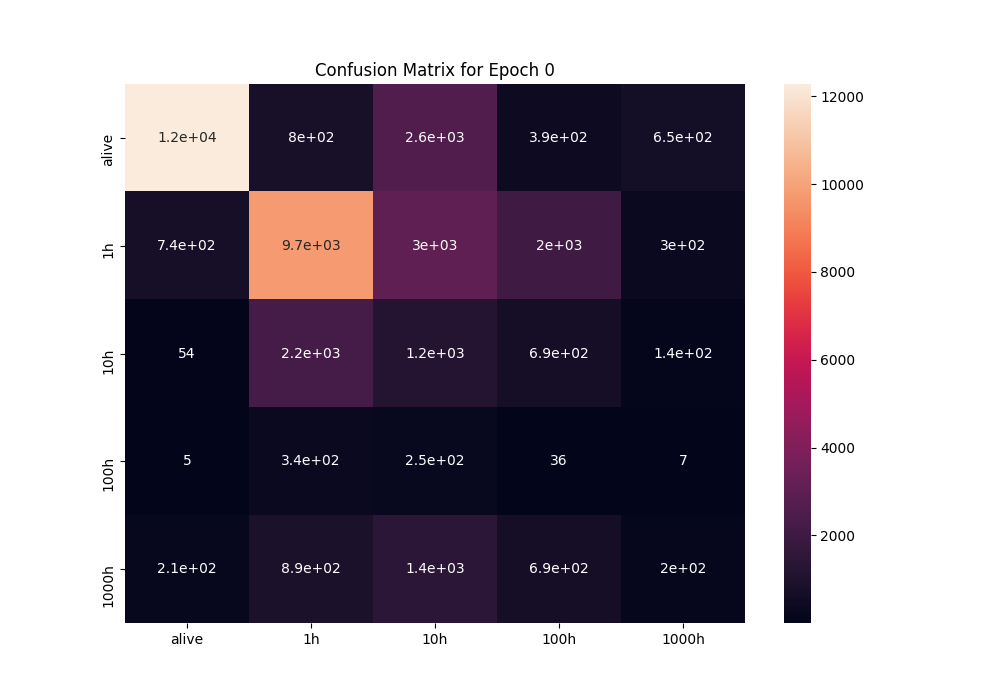 Confusion Matrix for Epoch 0
alive 1.2e+04 8e+02 2.6e+03 3.9e+02 6.5e+02
1h 7.4e+02 9.7e+03 3e+03 2e+03 3e+02
10h 54 2.2e+03 1.2e+03 6.9e+02 1.4e+02
100h 5 3.4e+02 2.5e+02 36 7
1000h 2.1e+02 8.9e+02 1.4e+03 6.9e+02 2e+02
alive 1h 10h 100h 1000h
12000
10000
8000
6000
4000
2000